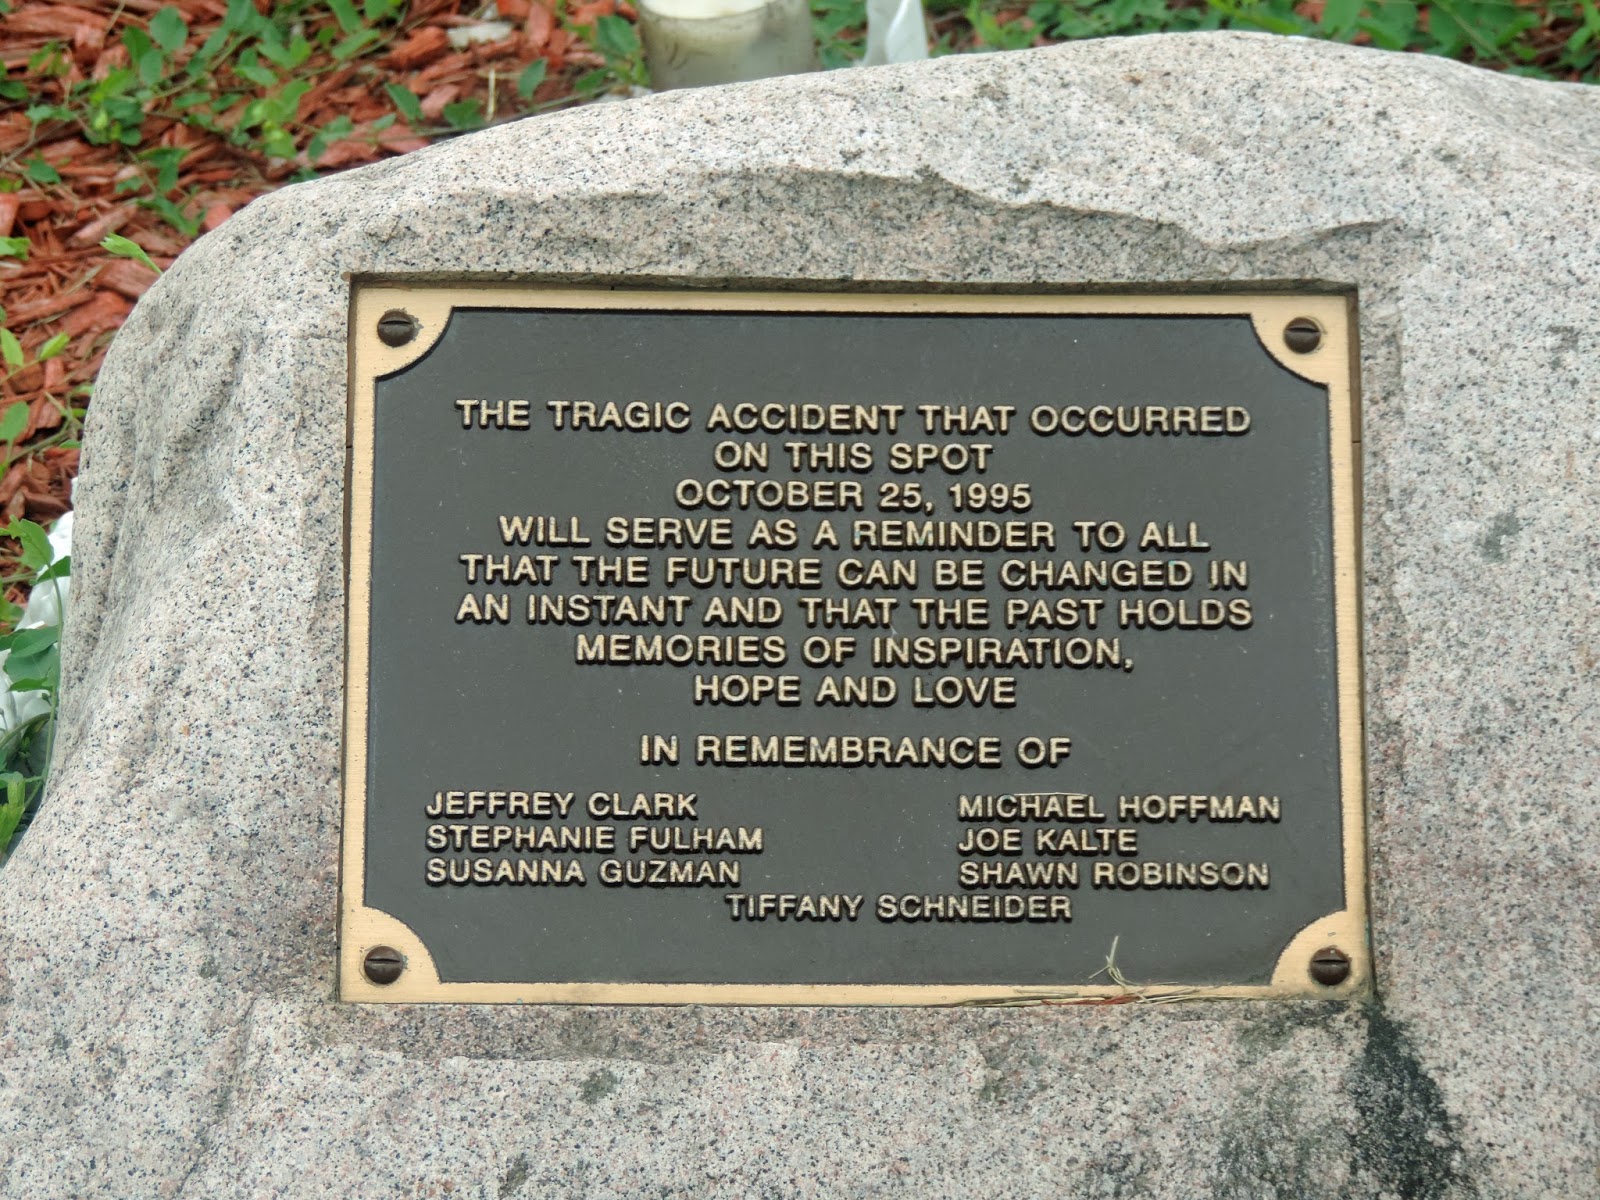 THE TRAGIC ACCIDENT THAT OCCURRED
ON THIS SPOT
OCTOBER 25, 1995
WILL SERVE AS A REMINDER TO ALL
THAT THE FUTURE CAN BE CHANGED IN
AN INSTANT AND THAT THE PAST HOLDS
MEMORIES OF INSPIRATION,
HOPE AND LOVE
IN REMEMBRANCE OF
JEFFREY CLARK MICHAEL HOFFMAN
STEPHANIE FULHAM JOE KALTE
SUSANNA GUZMAN SHAWN ROBINSON
TIFFANY SCHNEIDER